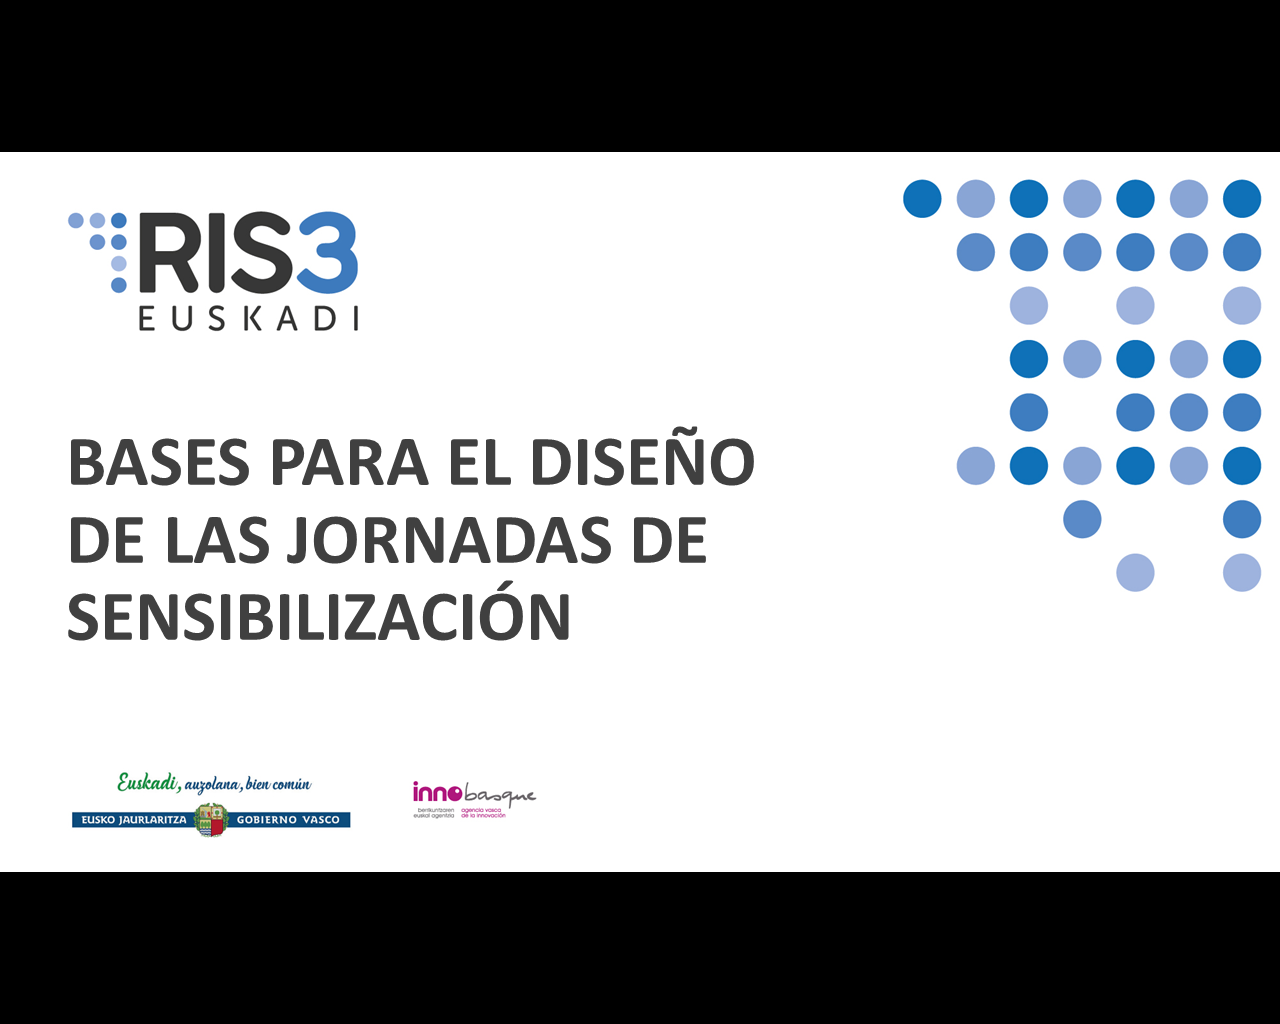 RIS3
EUSKADI
BASES PARA EL DISEÑO
DE LAS JORNADAS DE
SENSIBILIZACIÓN
Euskadi, auzolana, bien común
EUSKO JAURLARITZA GOBIERNO VASCO
innobasque
berrikuntzaren agencia vasca
euskal agentzia de la innovación